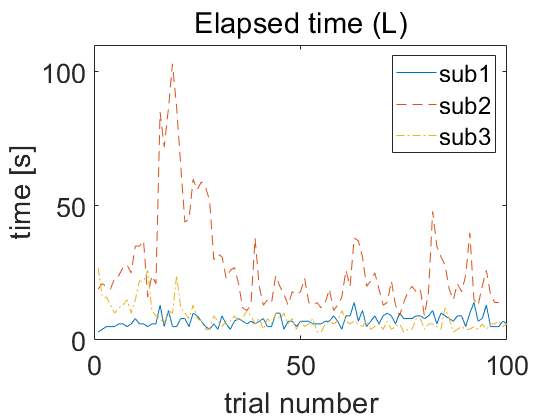 Elapsed time (L)
sub1
sub2
sub3
100
50
0
time [s]
0
50
100
trial number